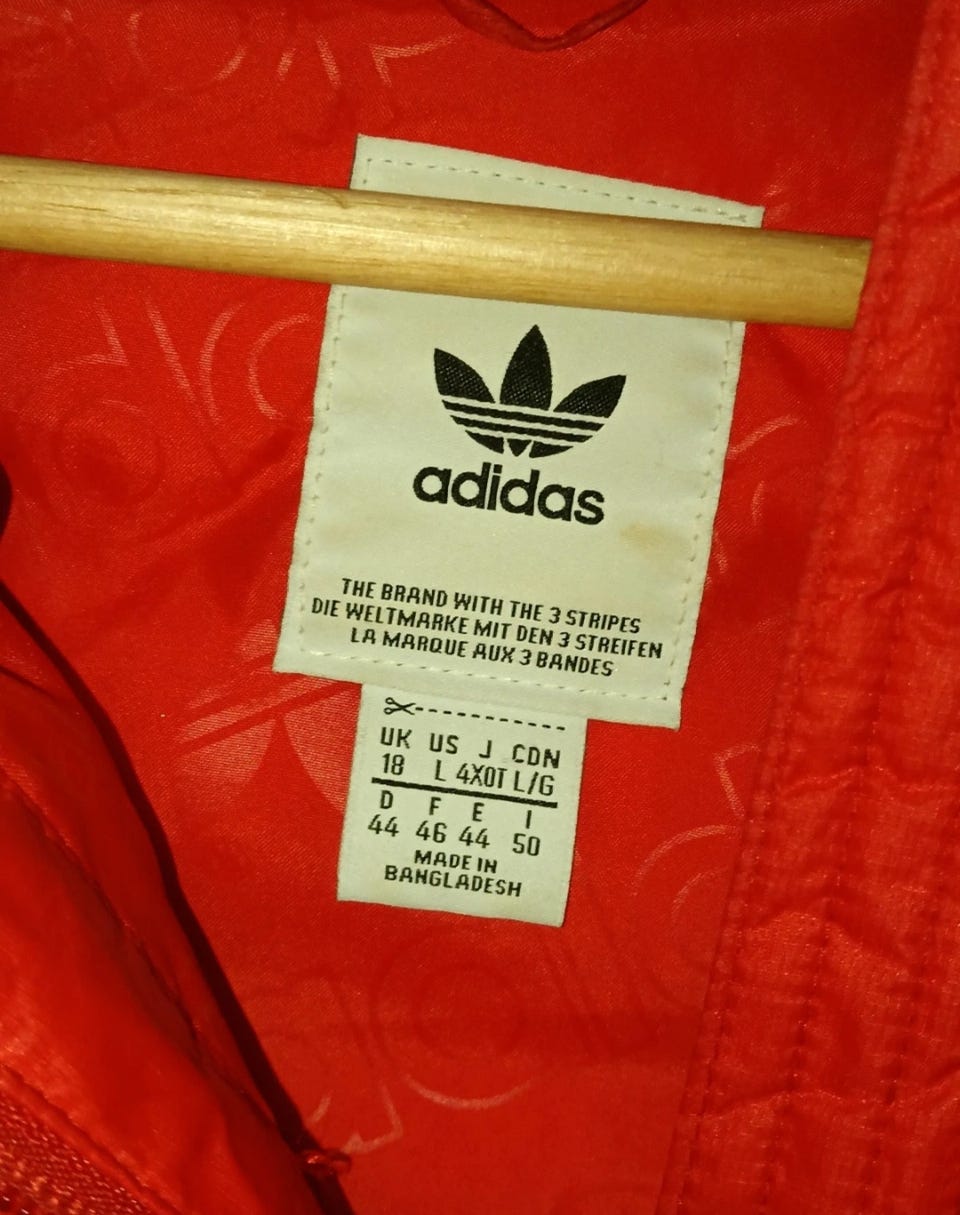 adidas
THE BRAND WITH THE 3 STRIPES
DIE WELTMARKE MIT DEN 3 STREIFEN
LA MARQUE AUX 3 BANDES
UK US J CDN
18 L 4XOT L/G
D F E I
44 46 44 50
MADE IN
BANGLADESH